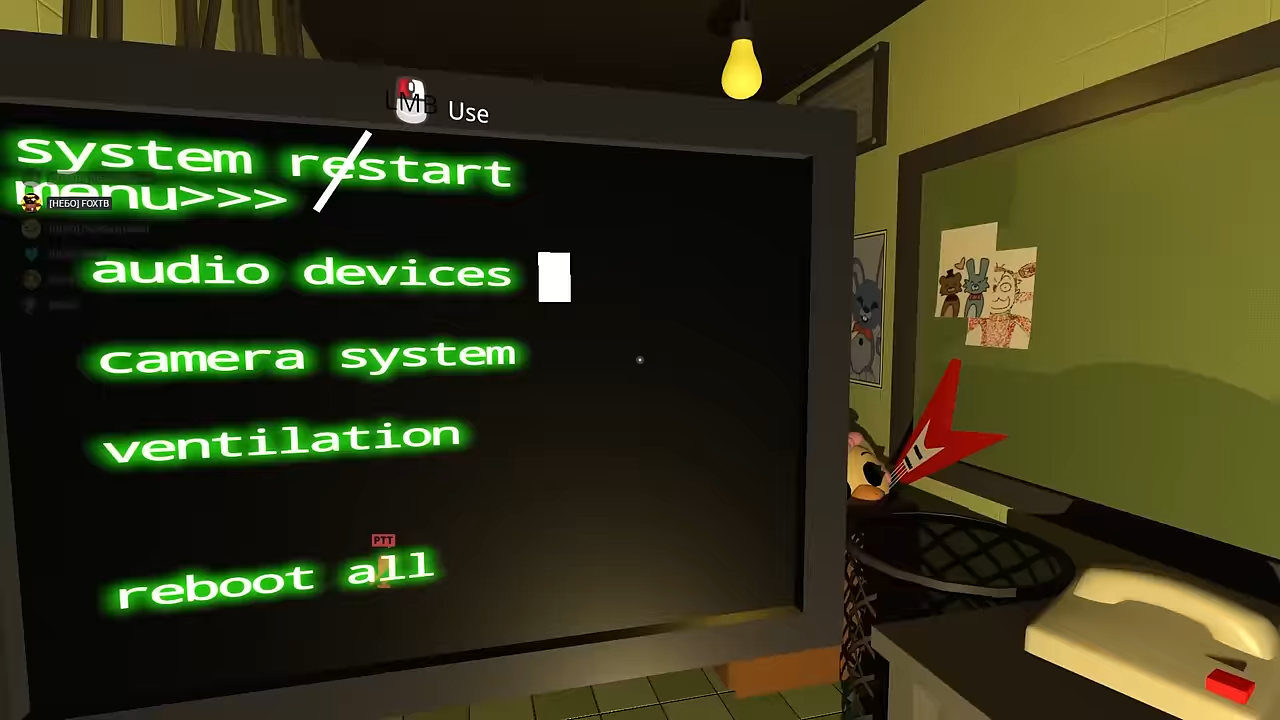 LMB Use
system restart
menu>>>
[НЕБО] FOXTB
audio devices
camera system
ventilation
PTT
reboot all